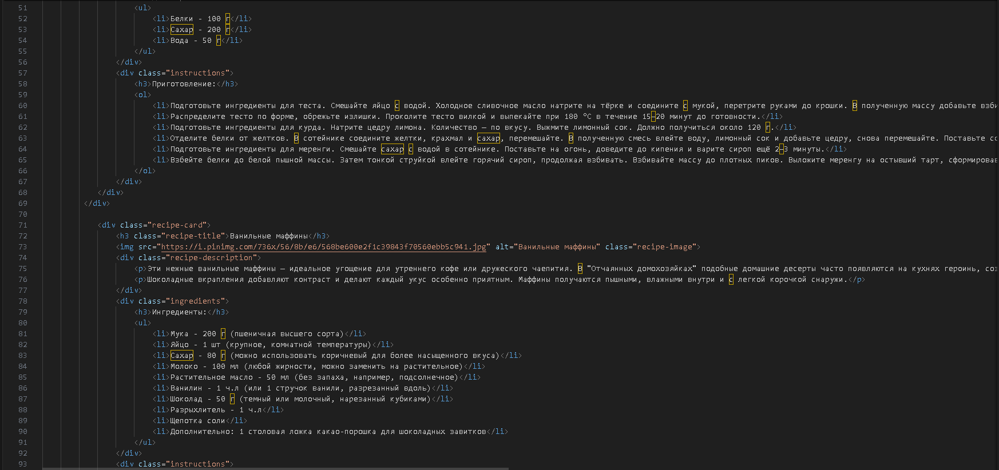 51 <ul>
52 <li>Белки - 100 г</li>
53 <li>Сахар - 200 г</li>
54 <li>Вода - 50 г</li>
55 </ul>
56 </div>
57 <div class="instructions">
58 <h3>Приготовление:</h3>
59 <ol>
60 <li>Подготовьте ингредиенты для теста. Смешайте яйцо с водой. Холодное сливочное масло натрите на тёрке и соедините с мукой, перетрите руками до крошки. В полученную массу добавьте взби
61 <li>Распределите тесто по форме, обрежьте излишки. Проколите тесто вилкой и выпекайте при 180 °C в течение 15–20 минут до готовности.</li>
62 <li>Подготовьте ингредиенты для курда. Натрите цедру лимона. Количество — по вкусу. Выжмите лимонный сок. Должно получиться около 120 г.</li>
63 <li>Отделите белки от желтков. В сотейнике соедините желтки, крахмал и сахар, перемешайте. В полученную смесь влейте воду, лимонный сок и добавьте цедру, снова перемешайте. Поставьте со
64 <li>Подготовьте ингредиенты для меренги. Смешайте сахар с водой в сотейнике. Поставьте на огонь, доведите до кипения и варите сироп ещё 2–3 минуты.</li>
65 <li>Взбейте белки до белой пышной массы. Затем тонкой струйкой влейте горячий сироп, продолжая взбивать. Взбивайте массу до плотных пиков. Выложите меренгу на остывший тарт, сформировав
66 </ol>
67 </div>
68 </div>
69 </div>
70
71 <div class="recipe-card">
72 <h3 class="recipe-title">Ванильные маффины</h3>
73 <img src="https://i.pinimg.com/736x/56/8b/e6/568be600e2f1c39843f70560ebb5c941.jpg" alt="Ванильные маффины" class="recipe-image">
74 <div class="recipe-description">
75 <p>Эти нежные ванильные маффины — идеальное угощение для утреннего кофе или дружеского чаепития. В "Отчаянных домохозяйках" подобные домашние десерты часто появляются на кухнях героинь, соз
76 <p>Шоколадные вкрапления добавляют контраст и делают каждый укус особенно приятным. Маффины получаются пышными, влажными внутри и с легкой корочкой снаружи.</p>
77 </div>
78 <div class="ingredients">
79 <h3>Ингредиенты:</h3>
80 <ul>
81 <li>Мука - 200 г (пшеничная высшего сорта)</li>
82 <li>Яйцо - 1 шт (крупное, комнатной температуры)</li>
83 <li>Сахар - 80 г (можно использовать коричневый для более насыщенного вкуса)</li>
84 <li>Молоко - 100 мл (любой жирности, можно заменить на растительное)</li>
85 <li>Растительное масло - 50 мл (без запаха, например, подсолнечное)</li>
86 <li>Ванилин - 1 ч.л (или 1 стручок ванили, разрезанный вдоль)</li>
87 <li>Шоколад - 50 г (темный или молочный, нарезанный кубиками)</li>
88 <li>Разрыхлитель - 1 ч.л</li>
89 <li>Щепотка соли</li>
90 <li>Дополнительно: 1 столовая ложка какао-порошка для шоколадных завитков</li>
91 </ul>
92 </div>
93 <div class="instructions">